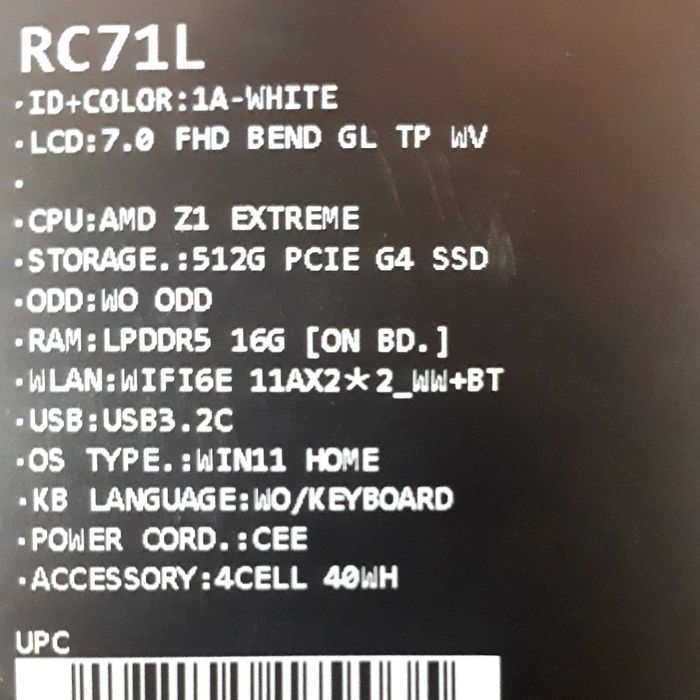 RC71L
·ID+COLOR:1A-WHITE
·LCD:7.0 FHD BEND GL TP WV
·
·CPU:AMD Z1 EXTREME
·STORAGE.:512G PCIE G4 SSD
·ODD:WO ODD
·RAM:LPDDR5 16G [ON BD.]
·WLAN:WIFI6E 11AX2*2_WW+BT
·USB:USB3.2C
·OS TYPE.:WIN11 HOME
·KB LANGUAGE:WO/KEYBOARD
·POWER CORD.:CEE
·ACCESSORY:4CELL 40WH
UPC